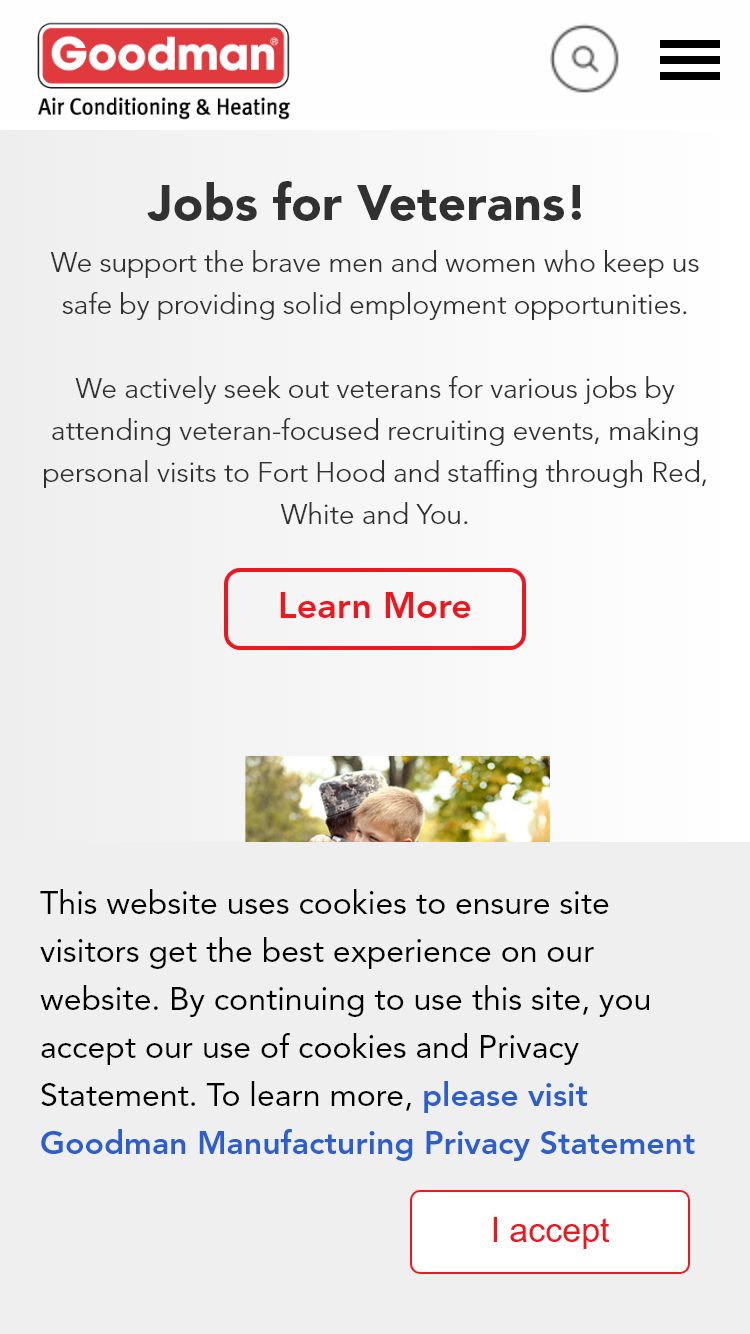 Goodman®
Air Conditioning & Heating
Jobs for Veterans!
We support the brave men and women who keep us
safe by providing solid employment opportunities.
We actively seek out veterans for various jobs by
attending veteran-focused recruiting events, making
personal visits to Fort Hood and staffing through Red,
White and You.
Learn More
This website uses cookies to ensure site
visitors get the best experience on our
website. By continuing to use this site, you
accept our use of cookies and Privacy
Statement. To learn more, please visit
Goodman Manufacturing Privacy Statement
I accept